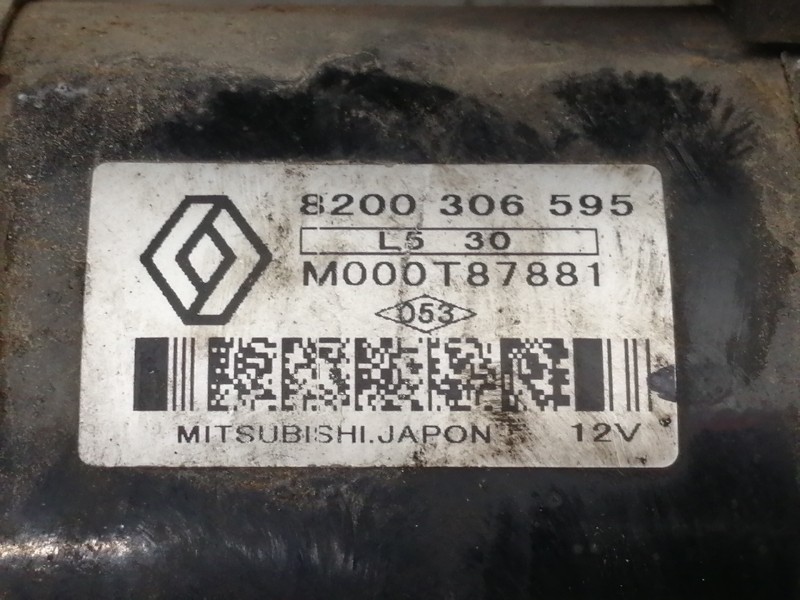 8200 306 595
L5 30
M000T87881
053
MITSUBISHI.JAPON 12V